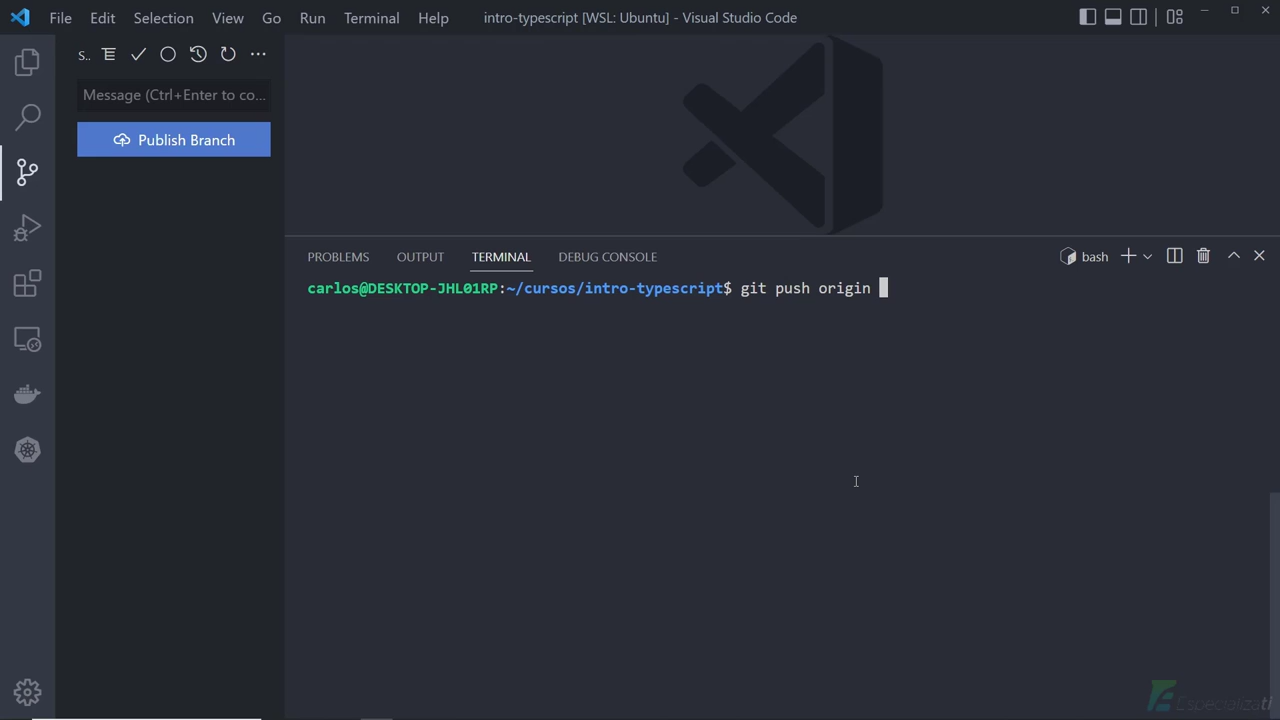 File Edit Selection View Go Run Terminal Help intro-typescript [WSL: Ubuntu] - Visual Studio Code
S..
Message (Ctrl+Enter to co...
Publish Branch
PROBLEMS OUTPUT TERMINAL DEBUG CONSOLE bash
carlos@DESKTOP-JHL01RP:~/cursos/intro-typescript$ git push origin
Especializati